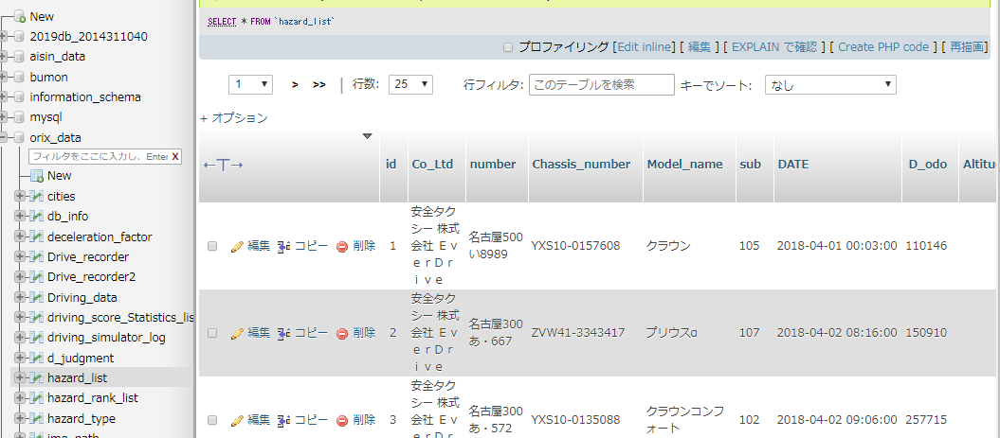 New
2019db_2014311040
aisin_data
bumon
information_schema
mysql
orix_data
フィルタをここに入力し、Enter X
New
cities
db_info
deceleration_factor
Drive_recorder
Drive_recorder2
Driving_data
driving_score_Statistics_lis
driving_simulator_log
d_judgment
hazard_list
hazard_rank_list
hazard_type
img_path
SELECT * FROM `hazard_list`
プロファイリング [Edit inline] [ 編集 ] [ EXPLAIN で確認 ] [ Create PHP code ] [ 再描画]
1 > >> | 行数: 25 行フィルタ: このテーブルを検索 キーでソート: なし
+ オプション
←T→ id Co_Ltd number Chassis_number Model_name sub DATE D_odo Altitu
安全タク
シー 株式
会社 Ｅｖ
ｅｒＤｒ
ｉｖｅ
編集 コピー 削除 1 名古屋500
い8989 YXS10-0157608 クラウン 105 2018-04-01 00:03:00 110146
安全タク
シー 株式
会社 Ｅｖ
ｅｒＤｒ
ｉｖｅ
編集 コピー 削除 2 名古屋300
あ・667 ZVW41-3343417 プリウスα 107 2018-04-02 08:16:00 150910
安全タク
シー 株式
会社 Ｅｖ
ｅｒＤｒ
編集 コピー 削除 3 名古屋300
あ・572 YXS10-0135088 クラウンコンフ
ォート 102 2018-04-02 09:06:00 257715